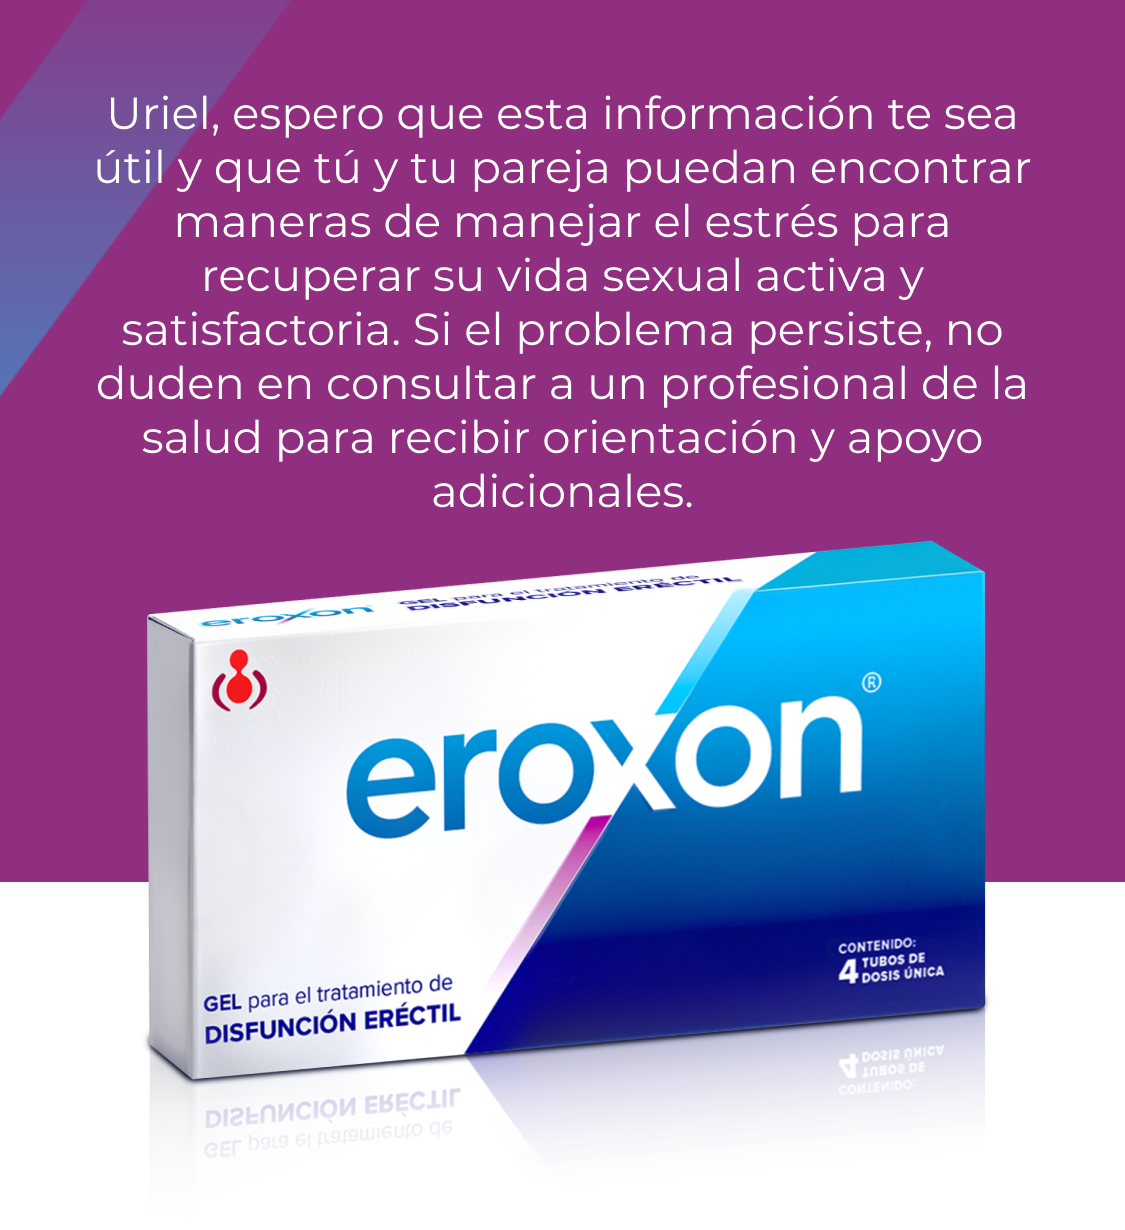 Uriel, espero que esta información te sea
útil y que tú y tu pareja puedan encontrar
maneras de manejar el estrés para
recuperar su vida sexual activa y
satisfactoria. Si el problema persiste, no
duden en consultar a un profesional de la
salud para recibir orientación y apoyo
adicionales.
eroxon
GEL para el tratamiento de
DISFUNCIÓN ERÉCTIL
eroxon®
GEL para el tratamiento de
DISFUNCIÓN ERÉCTIL
CONTENIDO:
4 TUBOS DE
DOSIS ÚNICA